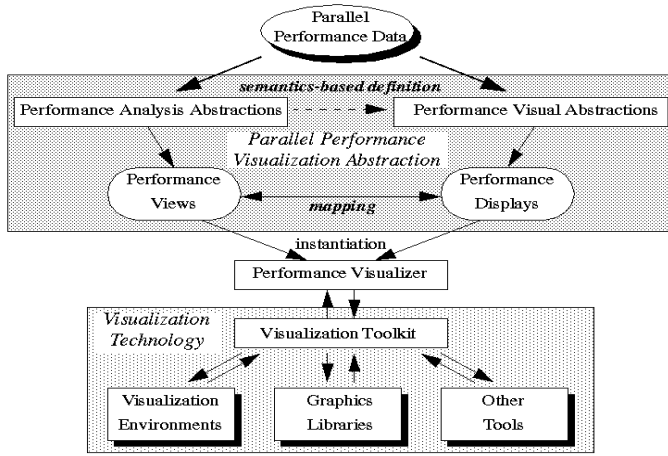 Parallel
Performance Data
semantics-based definition
Performance Analysis Abstractions
Performance Visual Abstractions
Parallel Performance
Visualization Abstraction
Performance
Views
Performance
Displays
mapping
instantiation
Performance Visualizer
Visualization
Technology
Visualization Toolkit
Visualization
Environments
Graphics
Libraries
Other
Tools